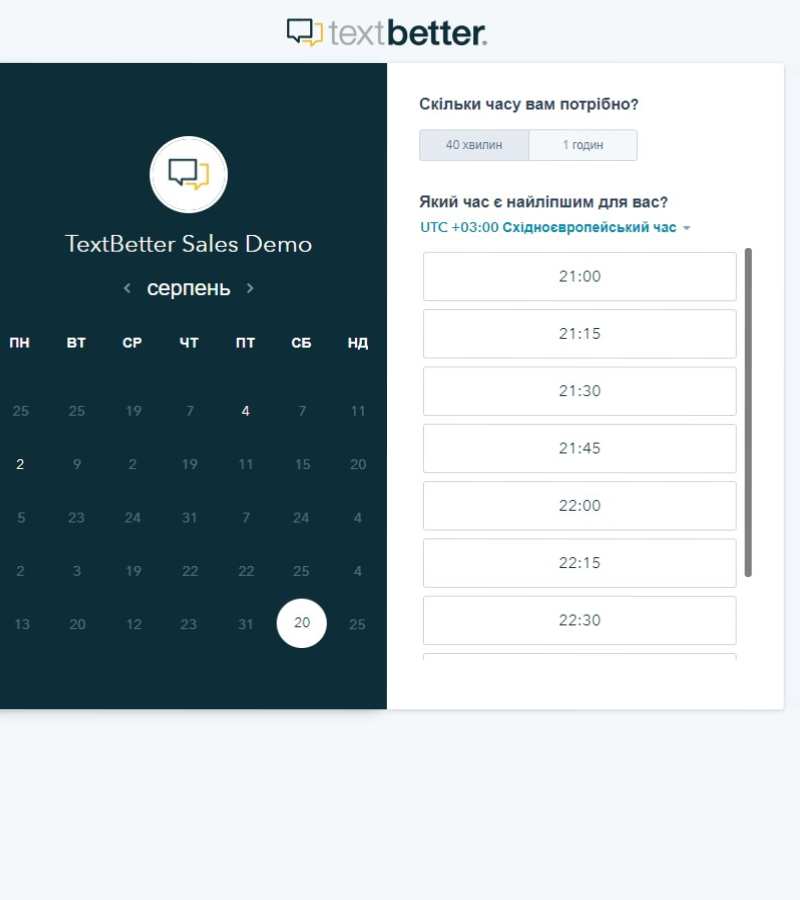 textbetter.
TextBetter Sales Demo
серпень
ПН ВТ СР ЧТ ПТ СБ НД
25 25 19 7 4 7 11
2 9 2 19 11 15 20
5 23 24 31 7 24 4
2 3 19 22 22 25 4
13 20 12 23 31 20 25
Скільки часу вам потрібно?
40 хвилин 1 годин
Який час є найліпшим для вас?
UTC +03:00 Східноєвропейський час
21:00
21:15
21:30
21:45
22:00
22:15
22:30